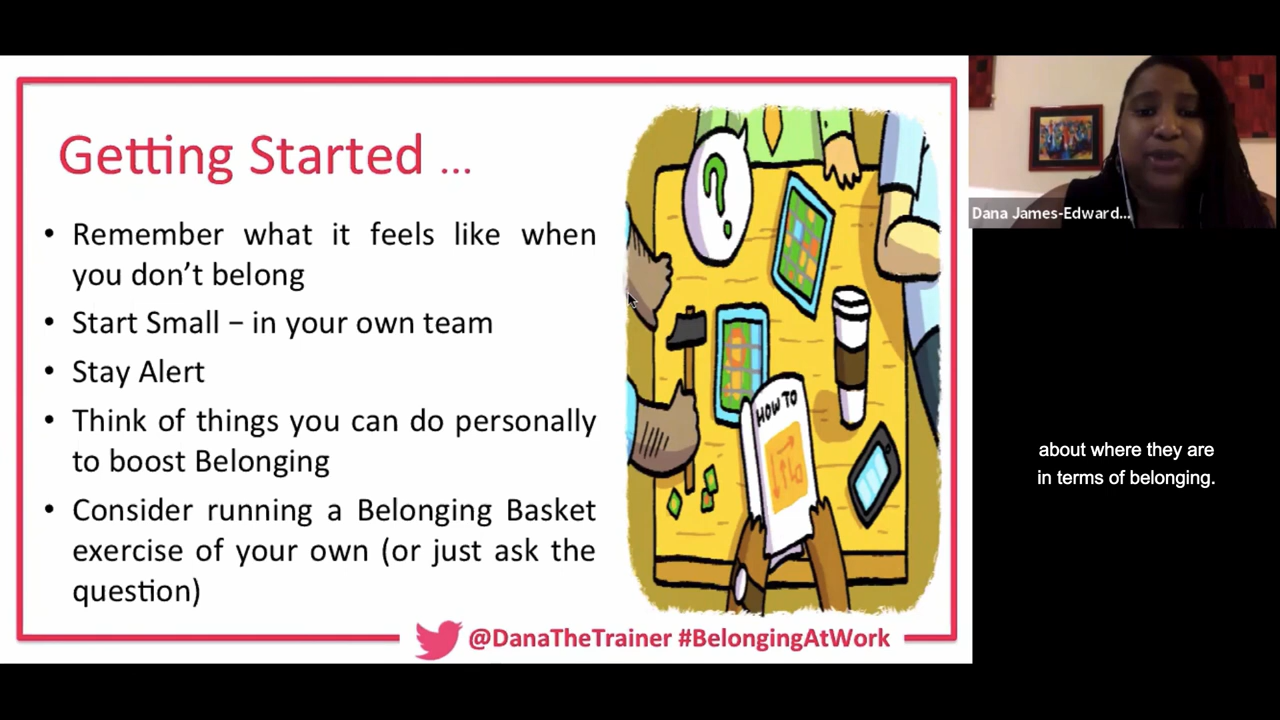 Getting Started ...
• Remember what it feels like when
you don’t belong
• Start Small – in your own team
• Stay Alert
• Think of things you can do personally
to boost Belonging
• Consider running a Belonging Basket
exercise of your own (or just ask the
question)
?
HOW TO
@DanaTheTrainer #BelongingAtWork
Dana James-Edward...
about where they are
in terms of belonging.